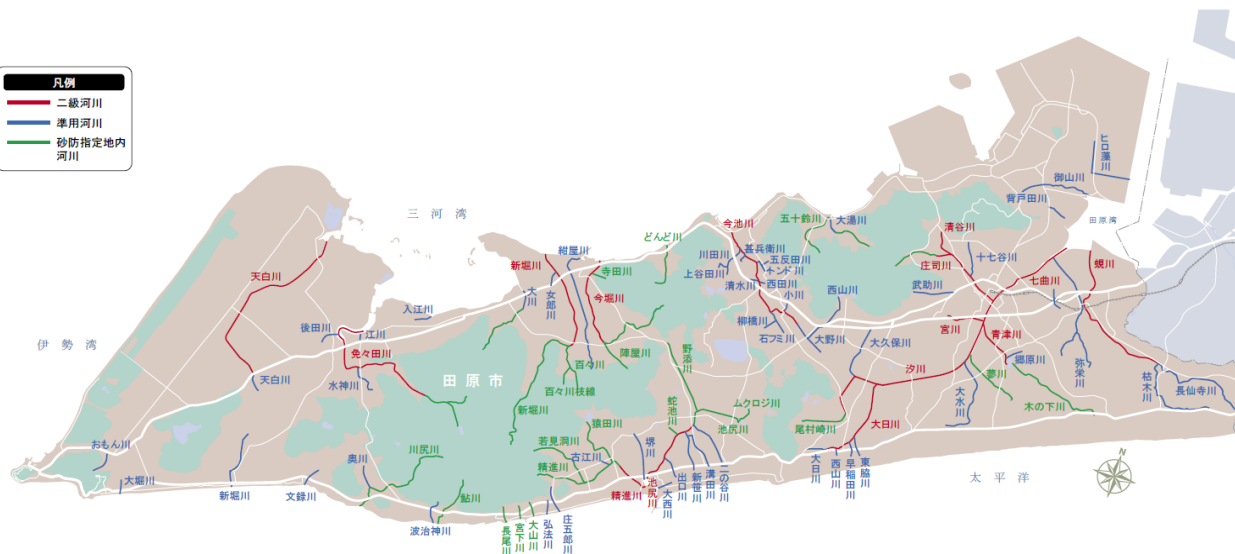 凡例
二級河川
準用河川
砂防指定地内
河川
ヒロ藻川
御山川
背戸田川
三河湾
田原湾
五十鈴川
大湯川
今池川
清谷川
どんど川
甚兵衛川
川田川
五反田川
トンド川
上谷田川
清水川
西田川
小川
庄司川
十七谷川
蜆川
紺屋川
新堀川
寺田川
天白川
武助川
七曲川
西山川
今堀川
大川
女郎川
入江川
柳橋川
石フミ川
大野川
宮川
青津川
後田川
江川
伊勢湾
免々田川
陣屋川
野添川
大久保川
郷原川
百々川
汐川
夢川
弥栄川
天白川
水神川
田原市
百々川枝線
枯木川
長仙寺川
大水川
木の下川
ムクロジ川
蛇池川
新堀川
猿田川
池尻川
尾村崎川
大日川
おもん川
若見洞川
堺川
古江川
川尻川
奥川
精進川
大堀川
新堀川
文録川
鮎川
精進川
池尻川
大西川
出口川
新笹川
溝田川
二の谷川
大日川
西山川
早稲田川
東脇川
太平洋
N
波治神川
長尾川
宮下川
大山川
弘法川
庄五郎川